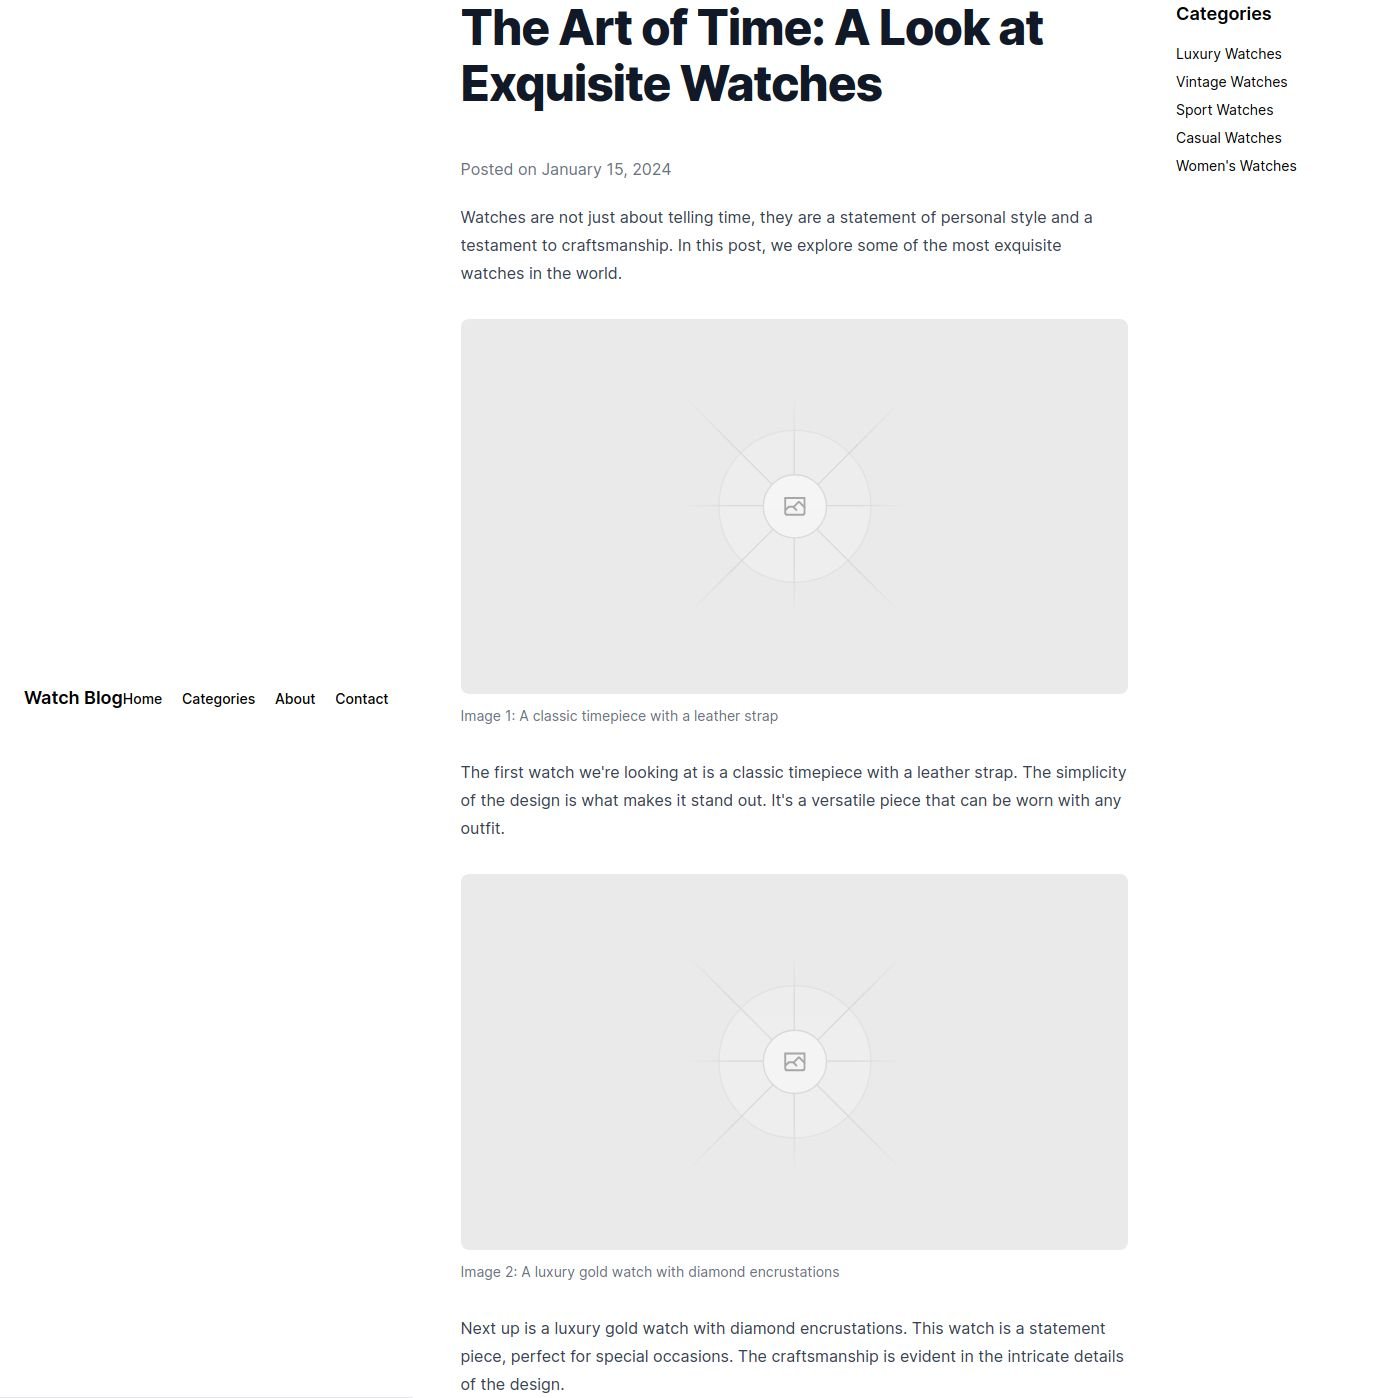 Watch Blog
Home
Categories
About
Contact
The Art of Time: A Look at
Exquisite Watches
Posted on January 15, 2024
Watches are not just about telling time, they are a statement of personal style and a
testament to craftsmanship. In this post, we explore some of the most exquisite
watches in the world.
Image 1: A classic timepiece with a leather strap
The first watch we're looking at is a classic timepiece with a leather strap. The simplicity
of the design is what makes it stand out. It's a versatile piece that can be worn with any
outfit.
Image 2: A luxury gold watch with diamond encrustations
Next up is a luxury gold watch with diamond encrustations. This watch is a statement
piece, perfect for special occasions. The craftsmanship is evident in the intricate details
of the design.
Categories
Luxury Watches
Vintage Watches
Sport Watches
Casual Watches
Women's Watches